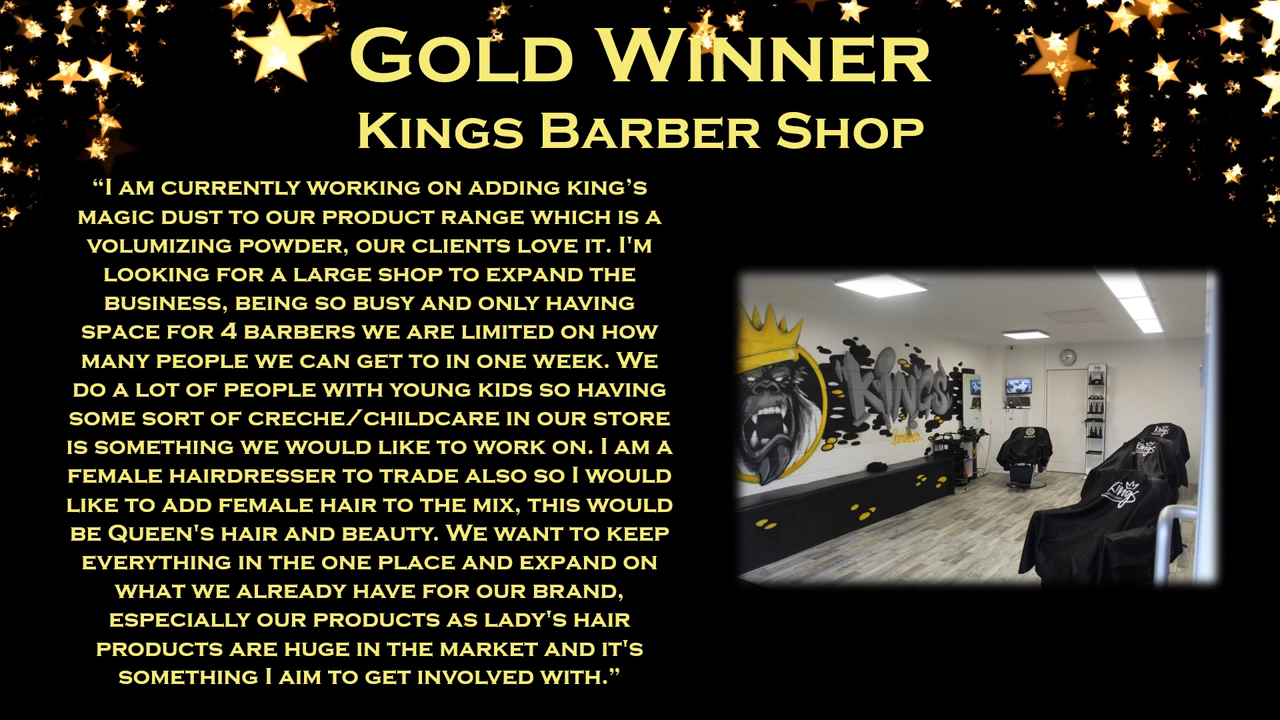 Gold Winner
Kings Barber Shop
“I am currently working on adding king’s
magic dust to our product range which is a
volumizing powder, our clients love it. I'm
looking for a large shop to expand the
business, being so busy and only having
space for 4 barbers we are limited on how
many people we can get to in one week. We
do a lot of people with young kids so having
some sort of creche/childcare in our store
is something we would like to work on. I am a
female hairdresser to trade also so I would
like to add female hair to the mix, this would
be Queen's hair and beauty. We want to keep
everything in the one place and expand on
what we already have for our brand,
especially our products as lady's hair
products are huge in the market and it's
something I aim to get involved with.”
KINGS
Kings
Kings
Kings